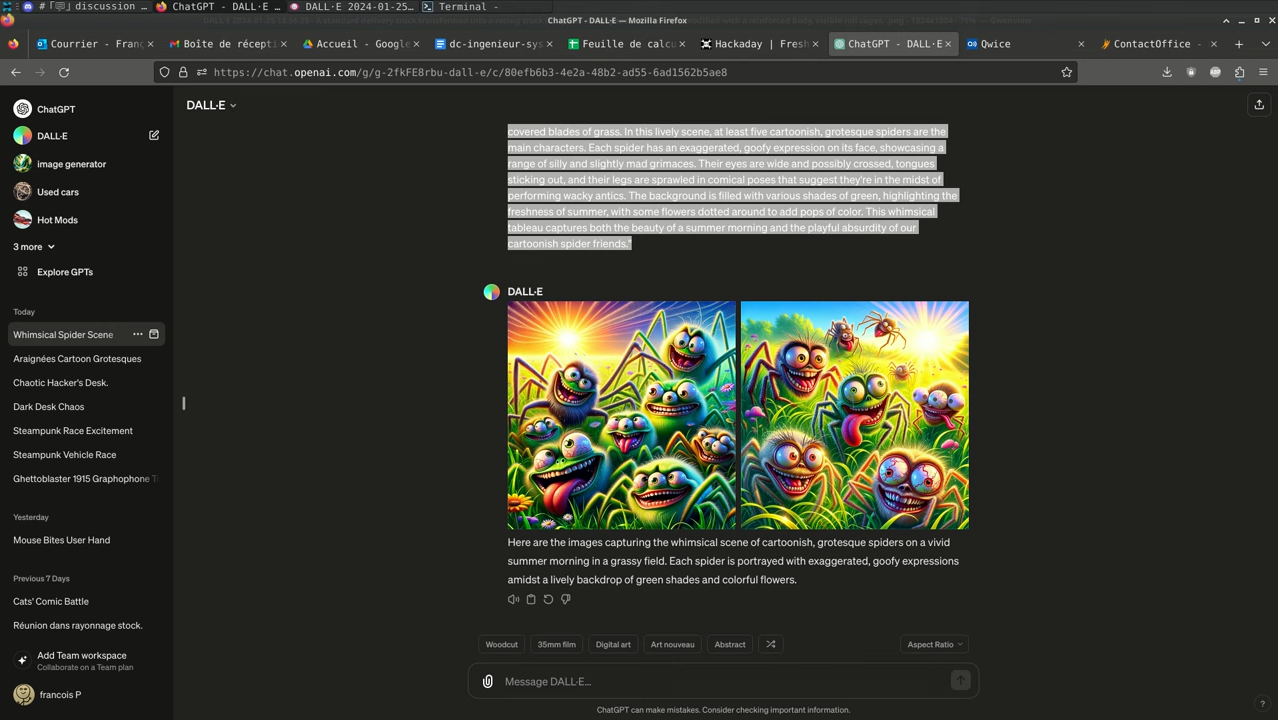 # discussion ...
ChatGPT - DALL·E ...
DALL·E 2024-01-25...
Terminal -
ChatGPT - DALL·E — Mozilla Firefox
Courrier - Franç
Boîte de récepti
Accueil - Google
dc-ingenieur-sys
Feuille de calcu
Hackaday | Fresh
ChatGPT - DALL·E
Qwice
ContactOffice -
https://chat.openai.com/g/g-2fkFE8rbu-dall-e/c/80efb6b3-4e2a-48b2-ad55-6ad1562b5ae8
ChatGPT
DALL·E
image generator
Used cars
Hot Mods
3 more
Explore GPTs
Today
Whimsical Spider Scene
Araignées Cartoon Grotesques
Chaotic Hacker's Desk.
Dark Desk Chaos
Steampunk Race Excitement
Steampunk Vehicle Race
Ghettoblaster 1915 Graphophone T
Yesterday
Mouse Bites User Hand
Previous 7 Days
Cats' Comic Battle
Réunion dans rayonnage stock.
Add Team workspace
Collaborate on a Team plan
francois P
DALL·E
covered blades of grass. In this lively scene, at least five cartoonish, grotesque spiders are the
main characters. Each spider has an exaggerated, goofy expression on its face, showcasing a
range of silly and slightly mad grimaces. Their eyes are wide and possibly crossed, tongues
sticking out, and their legs are sprawled in comical poses that suggest they're in the midst of
performing wacky antics. The background is filled with various shades of green, highlighting the
freshness of summer, with some flowers dotted around to add pops of color. This whimsical
tableau captures both the beauty of a summer morning and the playful absurdity of our
cartoonish spider friends."
DALL·E
Here are the images capturing the whimsical scene of cartoonish, grotesque spiders on a vivid
summer morning in a grassy field. Each spider is portrayed with exaggerated, goofy expressions
amidst a lively backdrop of green shades and colorful flowers.
Woodcut
35mm film
Digital art
Art nouveau
Abstract
Aspect Ratio
Message DALL·E...
ChatGPT can make mistakes. Consider checking important information.
?